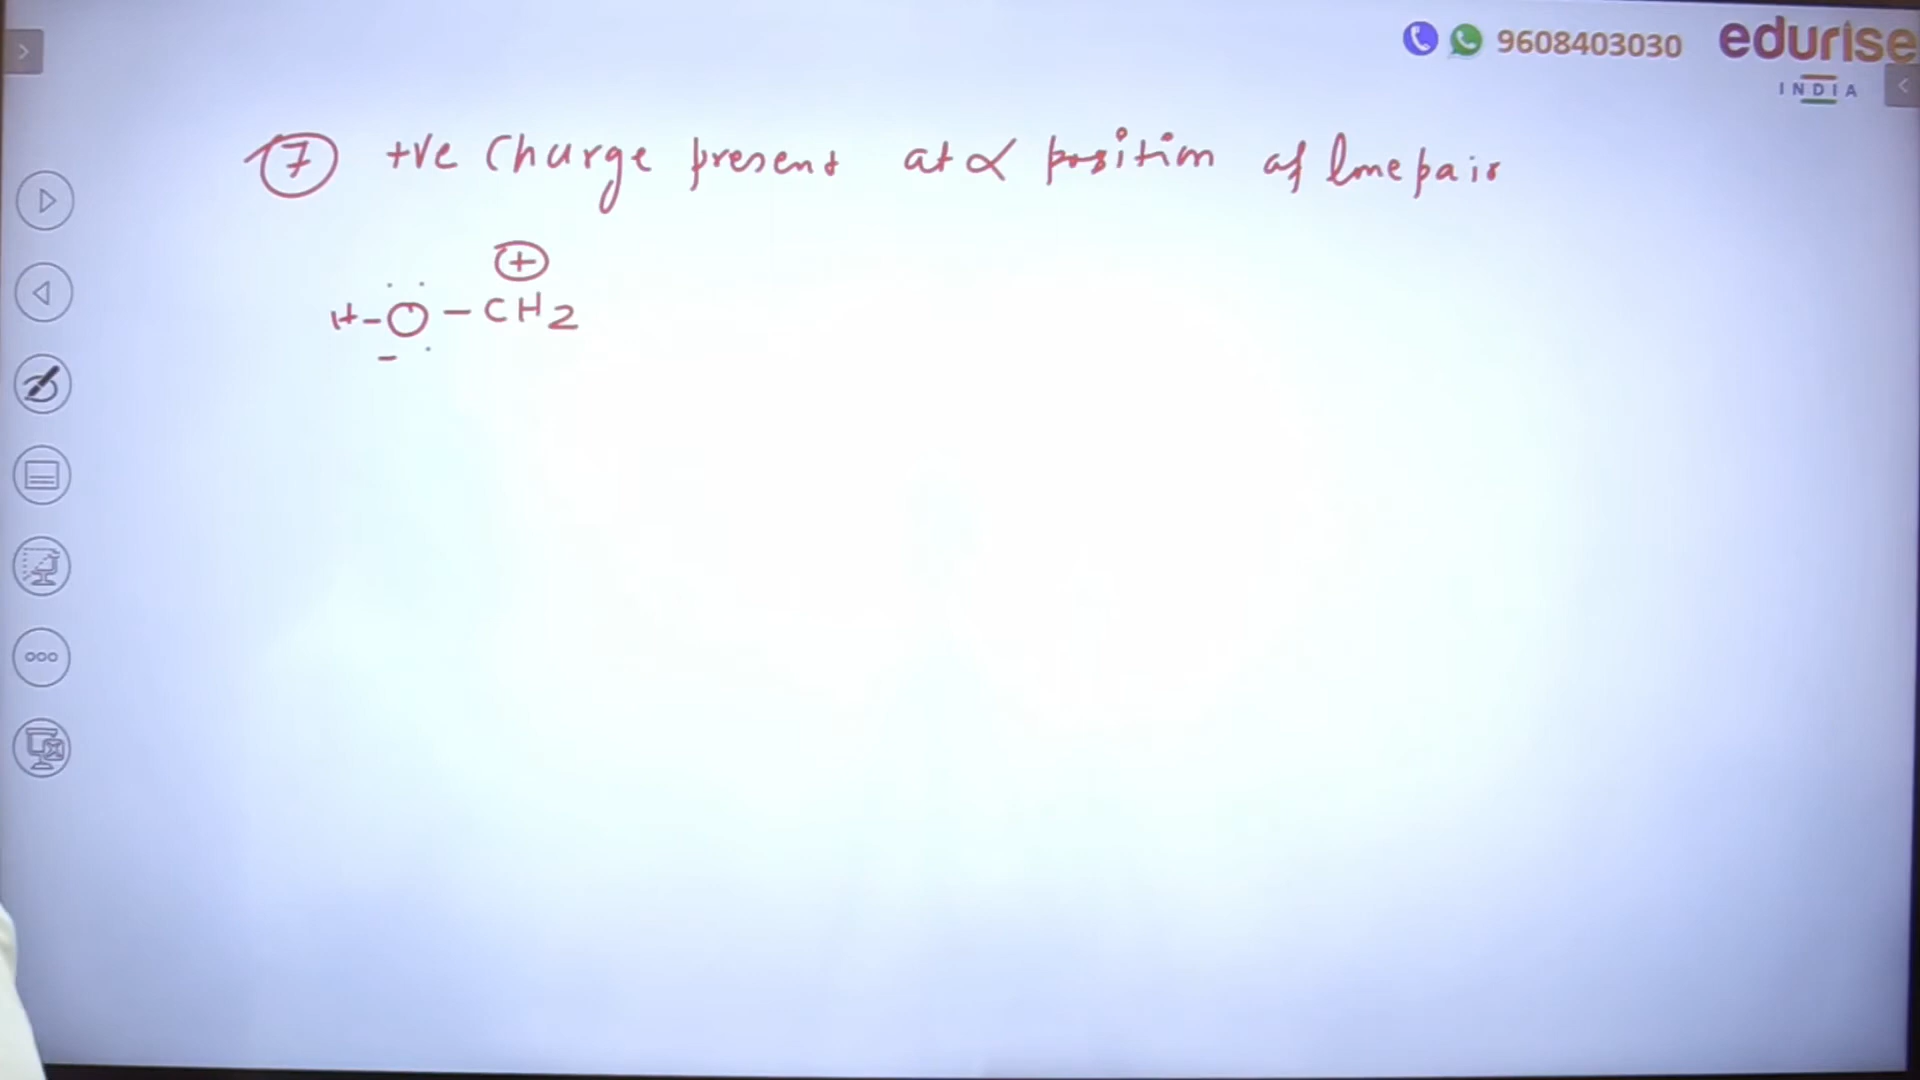 9608403030 edurise
INDIA
⑦ +ve Charge present at α position of lone pair
⊕
H-O-CH2